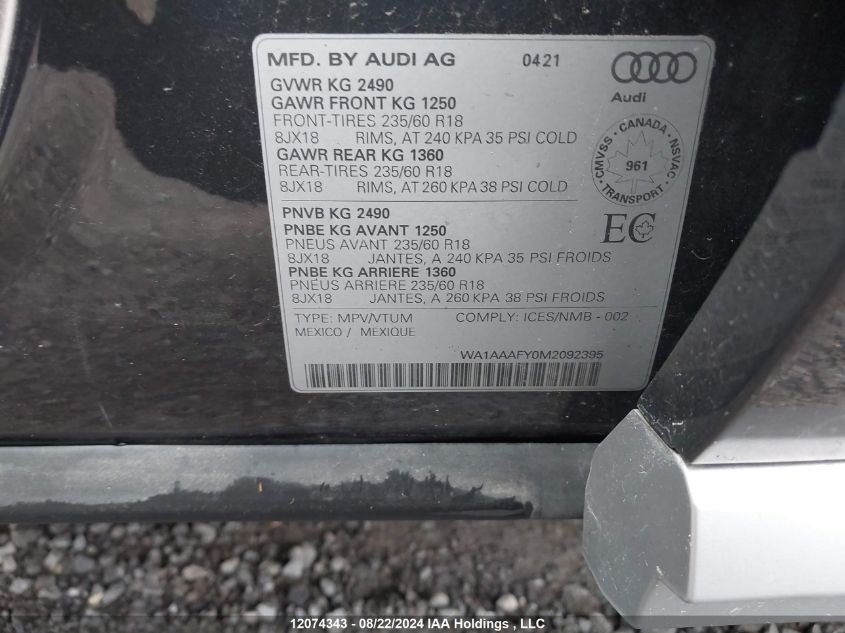 MFD. BY AUDI AG 0421
Audi
GVWR KG 2490
GAWR FRONT KG 1250
FRONT-TIRES 235/60 R18
8JX18 RIMS, AT 240 KPA 35 PSI COLD
GAWR REAR KG 1360
REAR-TIRES 235/60 R18
8JX18 RIMS, AT 260 KPA 38 PSI COLD
CMVSS • CANADA • NSVAC
961
• TRANSPORT •
PNVB KG 2490
PNBE KG AVANT 1250
PNEUS AVANT 235/60 R18
8JX18 JANTES, A 240 KPA 35 PSI FROIDS
PNBE KG ARRIERE 1360
PNEUS ARRIERE 235/60 R18
8JX18 JANTES, A 260 KPA 38 PSI FROIDS
EC
TYPE: MPV/VTUM COMPLY: ICES/NMB - 002
MEXICO / MEXIQUE
WA1AAAFY0M2092395
12074343 - 08/22/2024 IAA Holdings , LLC